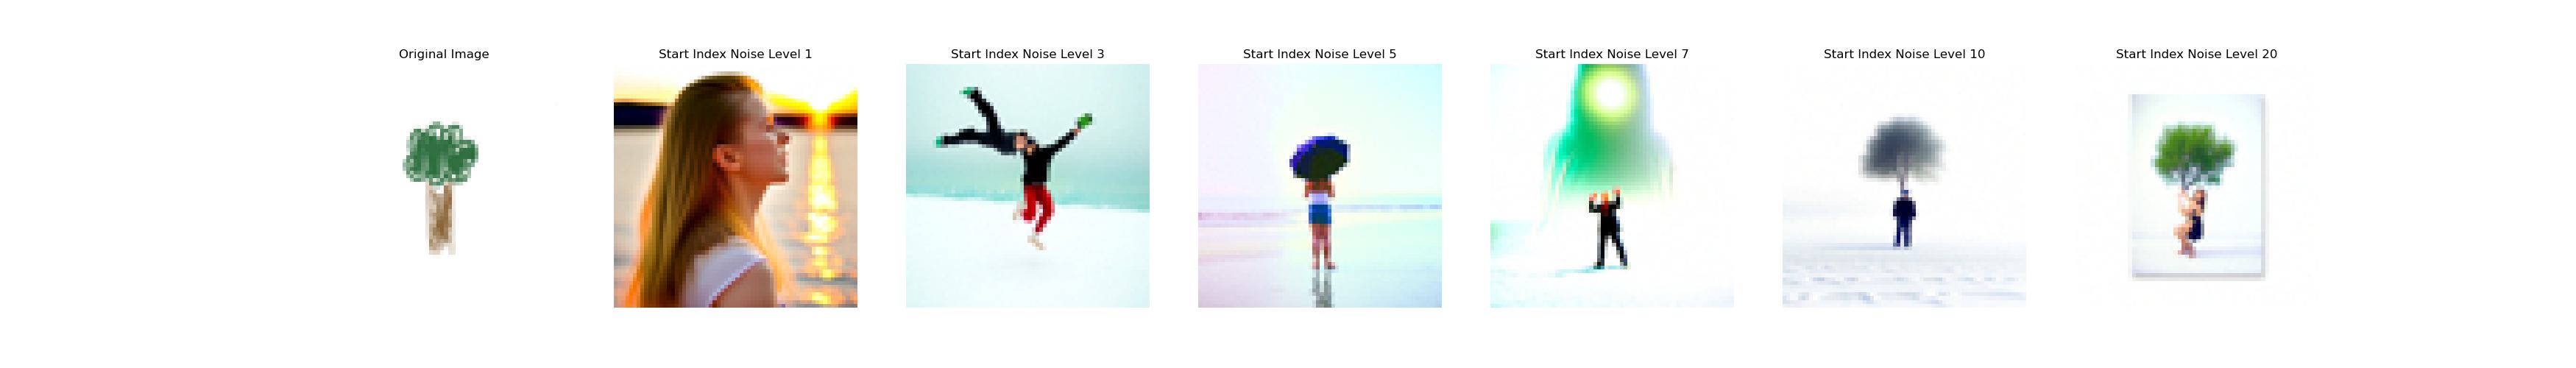 Original Image
Start Index Noise Level 1
Start Index Noise Level 3
Start Index Noise Level 5
Start Index Noise Level 7
Start Index Noise Level 10
Start Index Noise Level 20